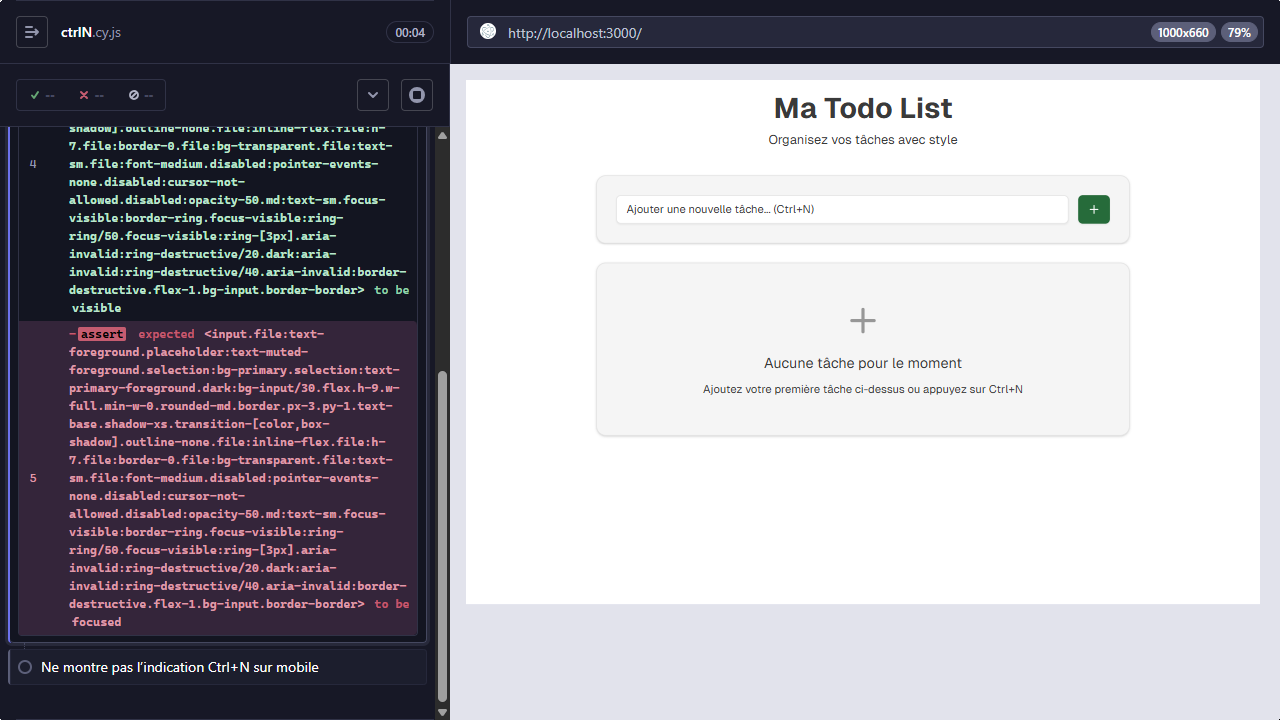 ctrlN.cy.js
00:04
--
--
--
shadow].outline-none.file:inline-flex.file:h-
7.file:border-0.file:bg-transparent.file:text-
4
sm.file:font-medium.disabled:pointer-events-
none.disabled:cursor-not-
allowed.disabled:opacity-50.md:text-sm.focus-
visible:border-ring.focus-visible:ring-
ring/50.focus-visible:ring-[3px].aria-
invalid:ring-destructive/20.dark:aria-
invalid:ring-destructive/40.aria-invalid:border-
destructive.flex-1.bg-input.border-border> to be
visible
-assert expected <input.file:text-
foreground.placeholder:text-muted-
foreground.selection:bg-primary.selection:text-
primary-foreground.dark:bg-input/30.flex.h-9.w-
full.min-w-0.rounded-md.border.px-3.py-1.text-
base.shadow-xs.transition-[color,box-
shadow].outline-none.file:inline-flex.file:h-
7.file:border-0.file:bg-transparent.file:text-
5
sm.file:font-medium.disabled:pointer-events-
none.disabled:cursor-not-
allowed.disabled:opacity-50.md:text-sm.focus-
visible:border-ring.focus-visible:ring-
ring/50.focus-visible:ring-[3px].aria-
invalid:ring-destructive/20.dark:aria-
invalid:ring-destructive/40.aria-invalid:border-
destructive.flex-1.bg-input.border-border> to be
focused
Ne montre pas l'indication Ctrl+N sur mobile
http://localhost:3000/
1000x660
79%
Ma Todo List
Organisez vos tâches avec style
Ajouter une nouvelle tâche... (Ctrl+N)
+
Aucune tâche pour le moment
Ajoutez votre première tâche ci-dessus ou appuyez sur Ctrl+N